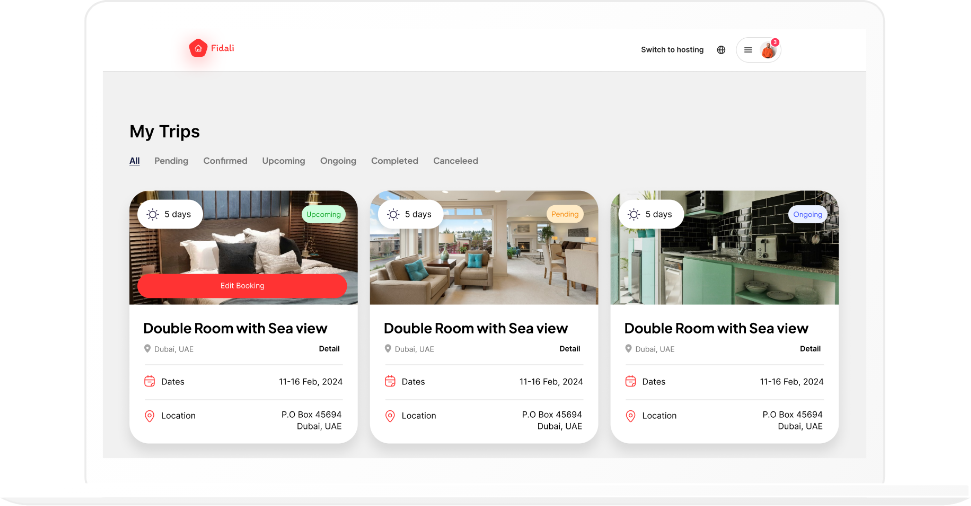 Fidali
Switch to hosting
3
My Trips
All Pending Confirmed Upcoming Ongoing Completed Canceleed
5 days Upcoming
Edit Booking
Double Room with Sea view
Dubai, UAE Detail
Dates 11-16 Feb, 2024
Location P.O Box 45694
Dubai, UAE
5 days Pending
Double Room with Sea view
Dubai, UAE Detail
Dates 11-16 Feb, 2024
Location P.O Box 45694
Dubai, UAE
5 days Ongoing
Double Room with Sea view
Dubai, UAE Detail
Dates 11-16 Feb, 2024
Location P.O Box 45694
Dubai, UAE